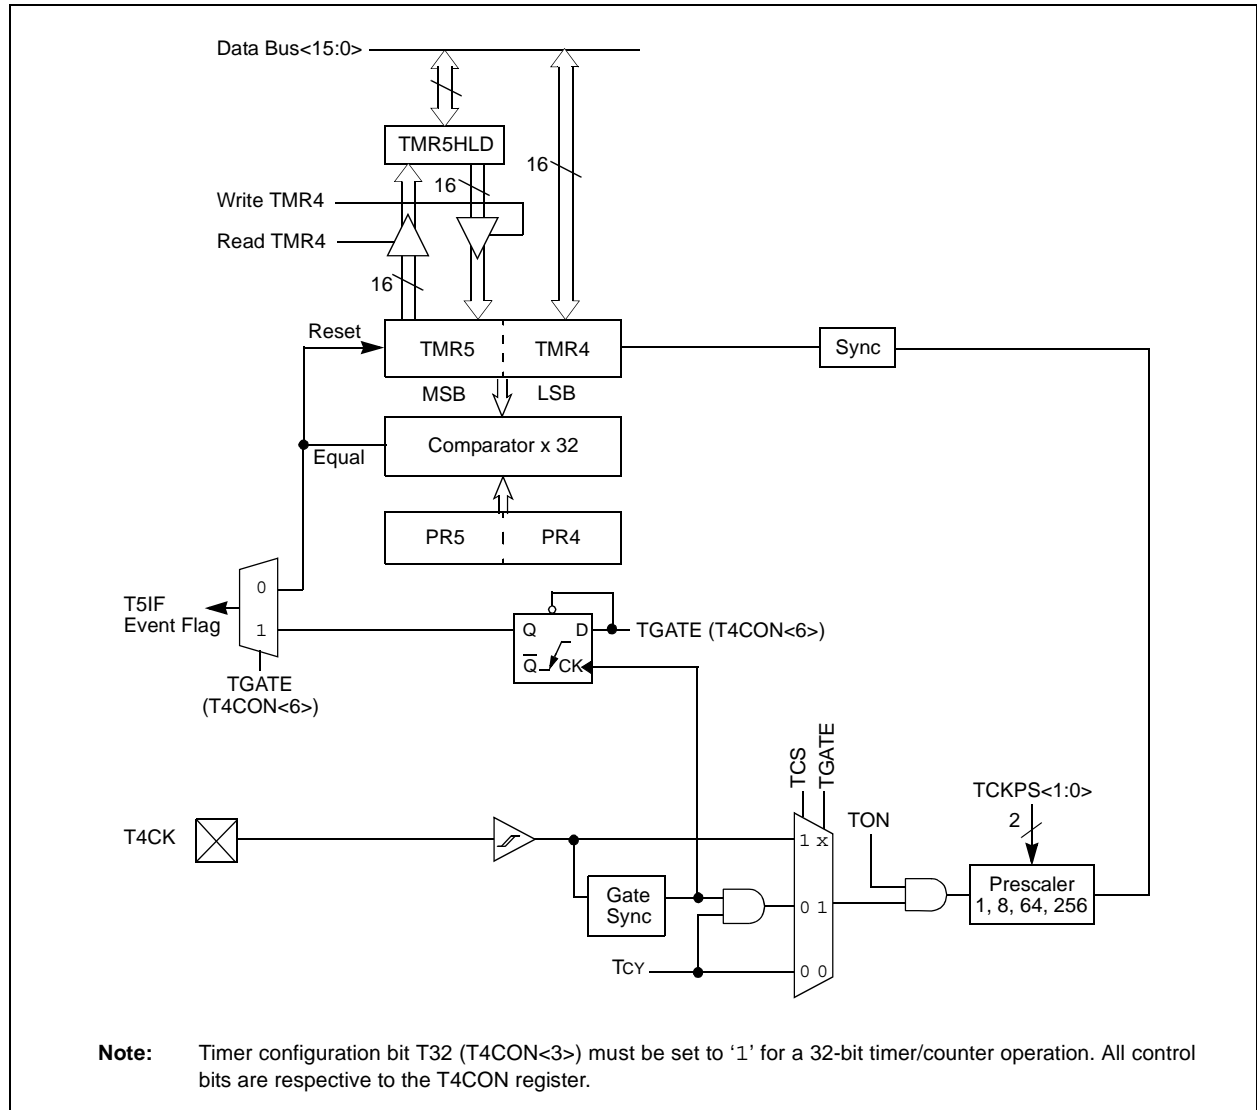 Data Bus<15:0>
TMR5HLD
16
16
Write TMR4
Read TMR4
16
Reset
TMR5
TMR4
Sync
MSB
LSB
Equal
Comparator x 32
PR5
PR4
0
T5IF
Event Flag
1
Q
D
TGATE (T4CON<6>)
Q̅
CK
TGATE
(T4CON<6>)
TCS
TGATE
TCKPS<1:0>
2
TON
T4CK
1 x
Prescaler
1, 8, 64, 256
Gate
Sync
0 1
TCY
0 0
Note: Timer configuration bit T32 (T4CON<3>) must be set to ‘1’ for a 32-bit timer/counter operation. All control
bits are respective to the T4CON register.